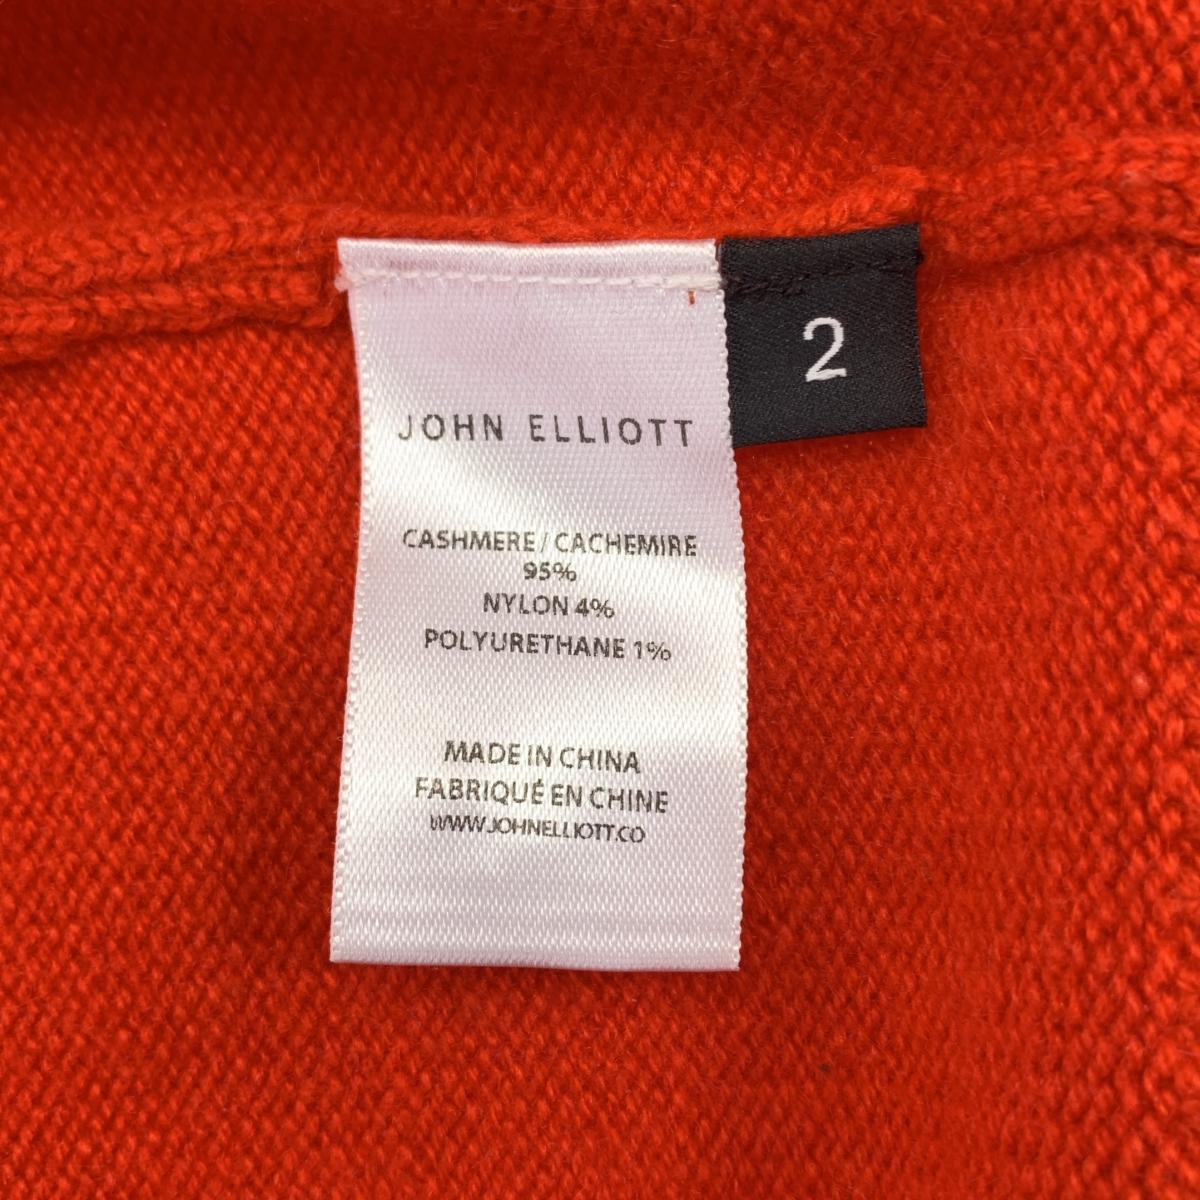 2
JOHN ELLIOTT
CASHMERE / CACHEMIRE
95%
NYLON 4%
POLYURETHANE 1%
MADE IN CHINA
FABRIQUÉ EN CHINE
WWW.JOHNELLIOTT.CO